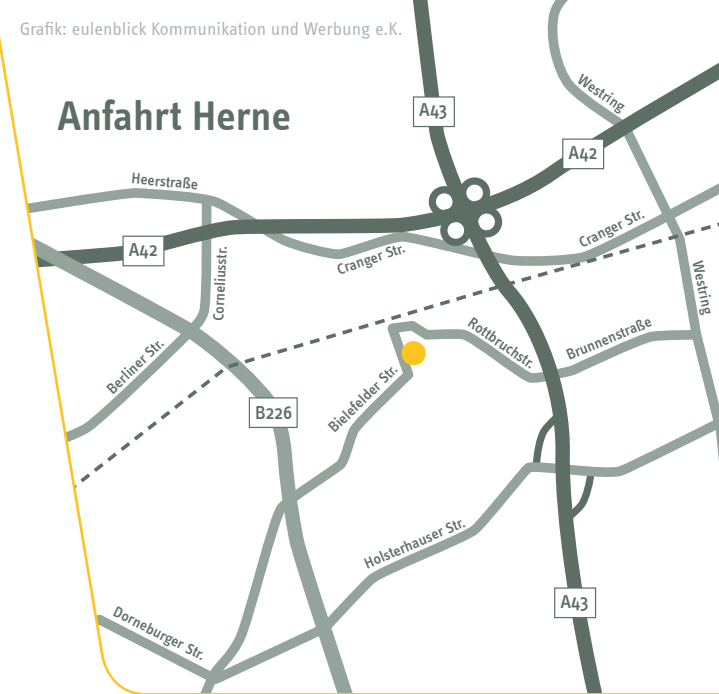 Grafik: eulenblick Kommunikation und Werbung e.K.
Anfahrt Herne
A43
Westring
A42
Heerstraße
A42
Corneliusstr.
Cranger Str.
Cranger Str.
Westring
Berliner Str.
Rottbruchstr.
Brunnenstraße
B226
Bielefelder Str.
Holsterhauser Str.
A43
Dorneburger Str.